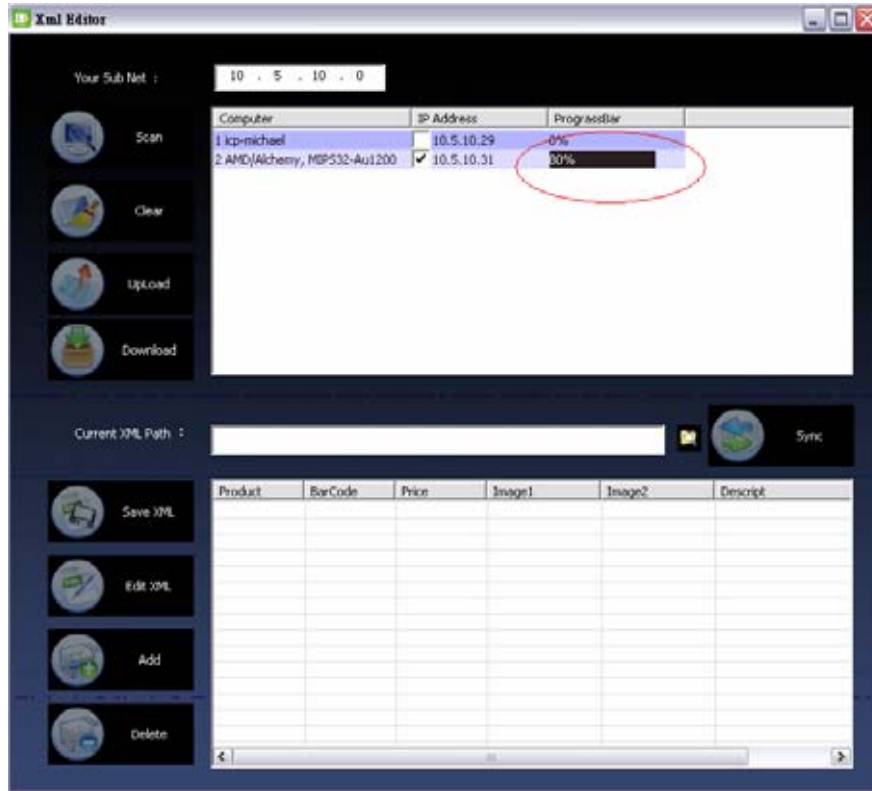 Xml Editor
Your Sub Net :
10 . 5 . 10 . 0
Scan
Computer IP Address PrograssBar
1 icp-michael 10.5.10.29 0%
2 AMD/Alchemy, MIPS32-Au1200 10.5.10.31 80%
Clear
UpLoad
Download
Current XML Path :
Sync
Product BarCode Price Image1 Image2 Descript
Save XML
Edit XML
Add
Delete